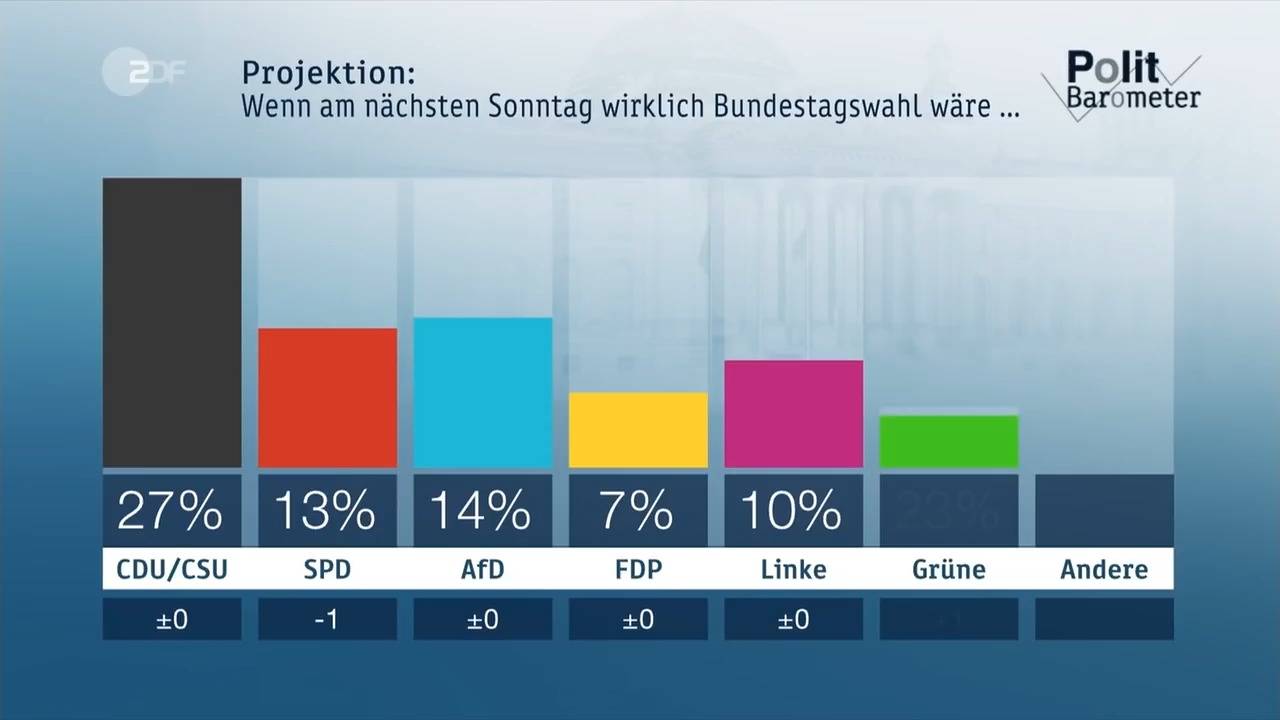 ZDF
Projektion:
Wenn am nächsten Sonntag wirklich Bundestagswahl wäre ...
Polit
Barometer
27% 13% 14% 7% 10% 23%
CDU/CSU SPD AfD FDP Linke Grüne Andere
±0 -1 ±0 ±0 ±0